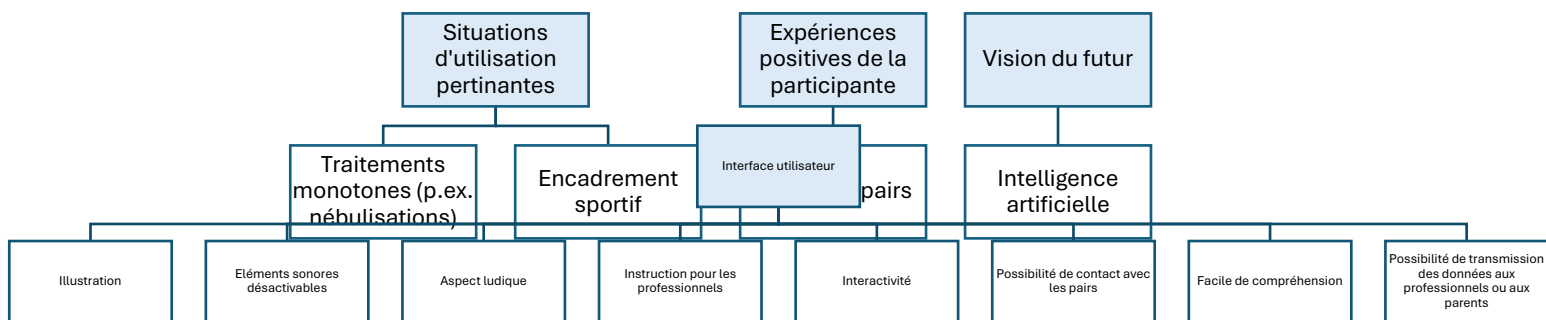 Situations
d'utilisation
pertinantes
Expériences
positives de la
participante
Vision du futur
Traitements
monotones (p.ex.
nébulisations)
Encadrement
sportif
Interface utilisateur
pairs
Intelligence
artificielle
Illustration
Eléments sonores
désactivables
Aspect ludique
Instruction pour les
professionnels
Interactivité
Possibilité de contact avec
les pairs
Facile de compréhension
Possibilité de transmission
des données aux
professionnels ou aux
parents